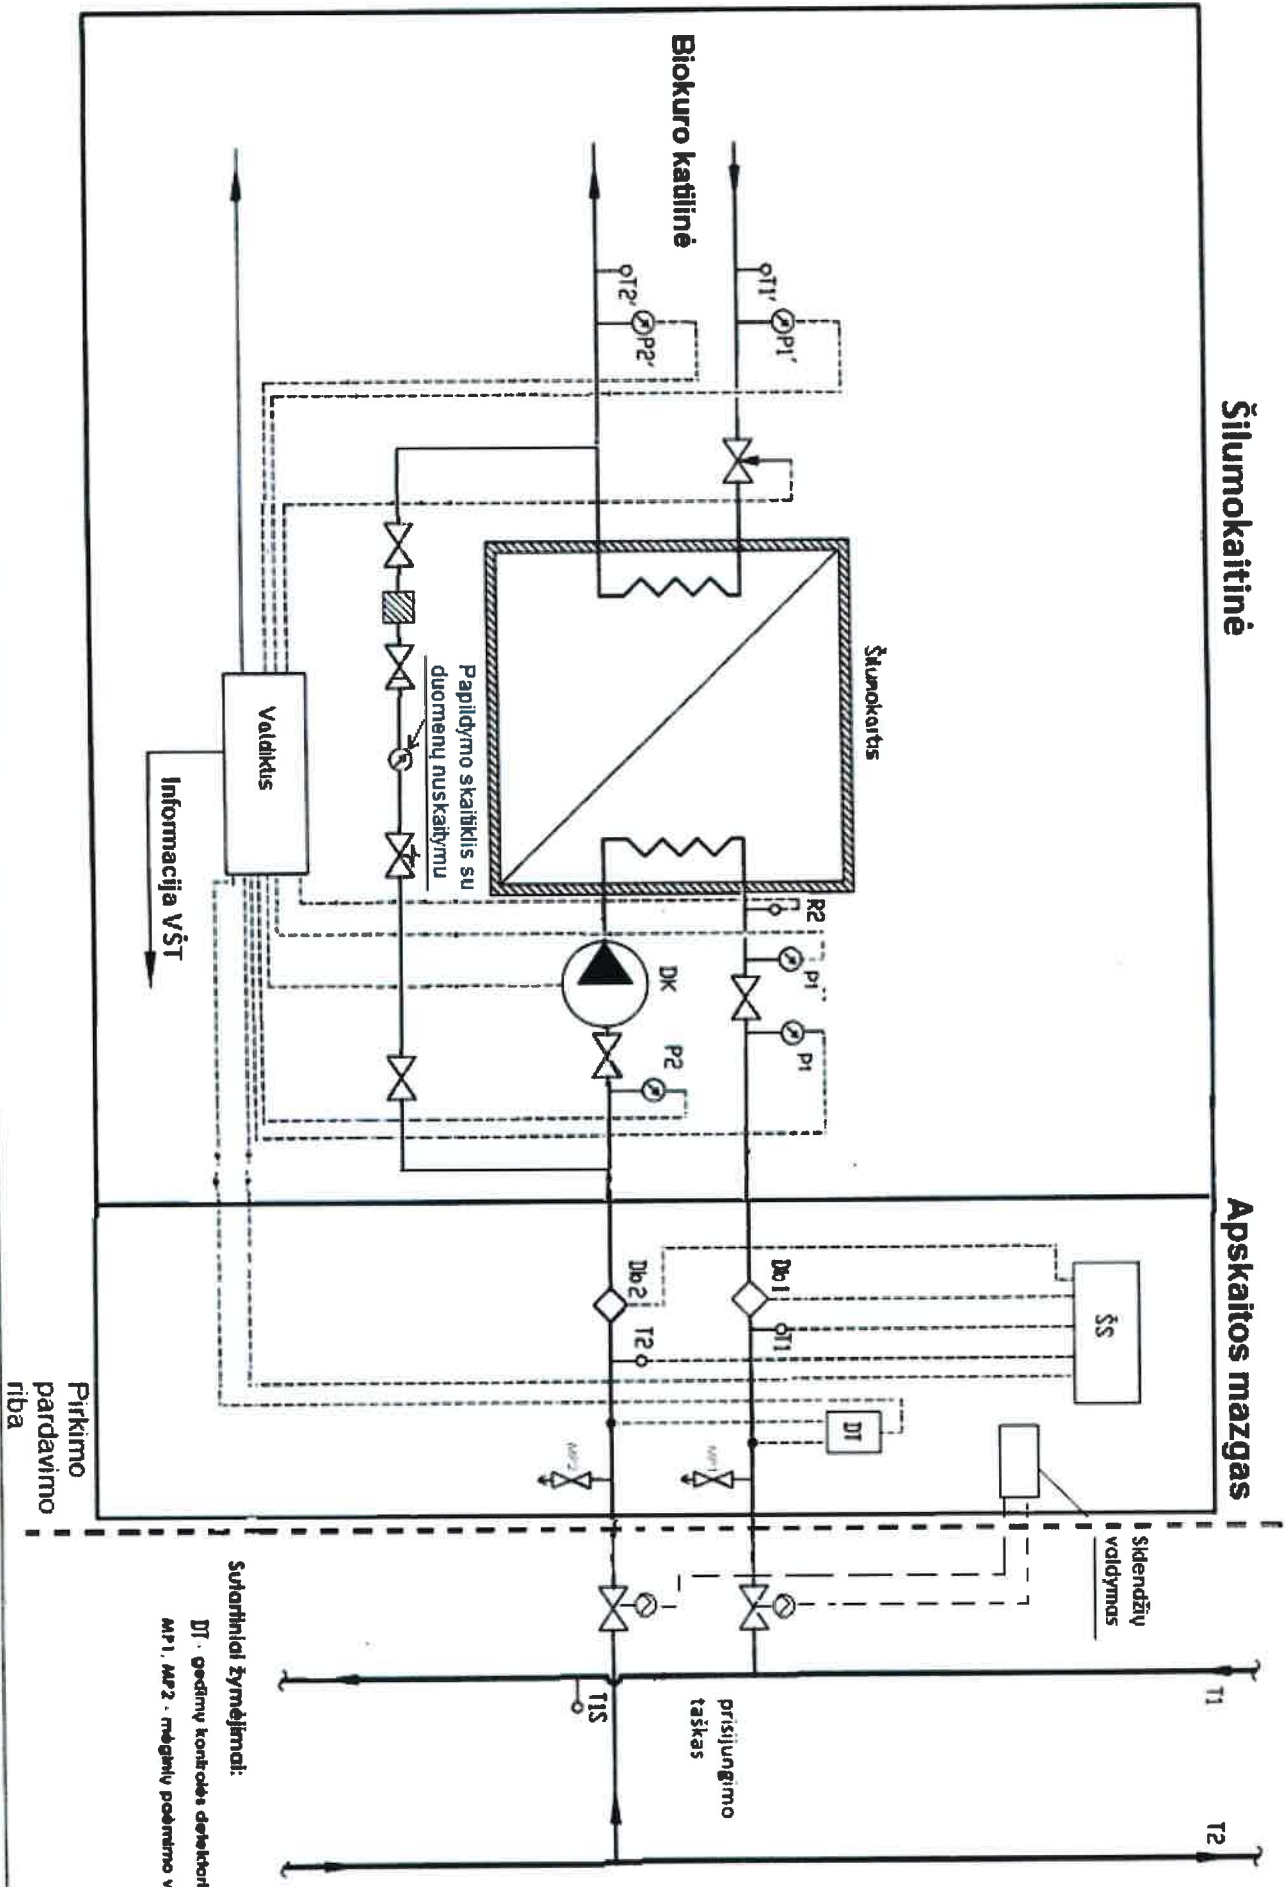 Šilumokaitinė
Apskaitos mazgas
Biokuro katilinė
T1'
P1'
T2'
P2'
Šilumokaitis
Papildymo skaitiklis su
duomenų nuskaitymu
Valdiklis
Informacija VŠT
R2
P1
P1
DK
P2
ŠS
Db1
T1
Db2
T2
DT
MP1
MP2
Sklendžių
valdymas
Pirkimo
pardavimo
riba
T1
T2
prisijungimo
taškas
T1S
Sutartiniai žymėjimai:
DT - gedimų kontrolės
MP1, MP2 - mėginių paėmimo